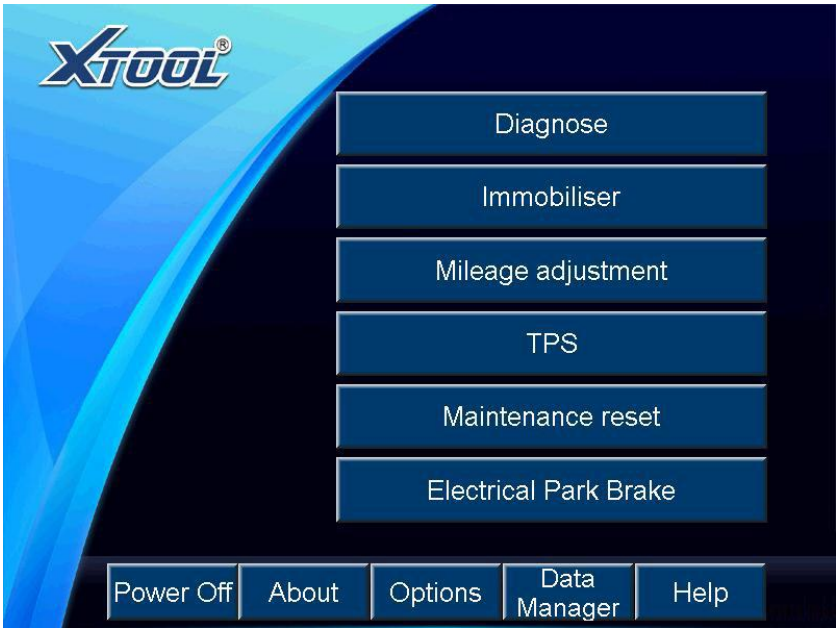 XTOOL®
Diagnose
Immobiliser
Mileage adjustment
TPS
Maintenance reset
Electrical Park Brake
Power Off
About
Options
Data
Manager
Help